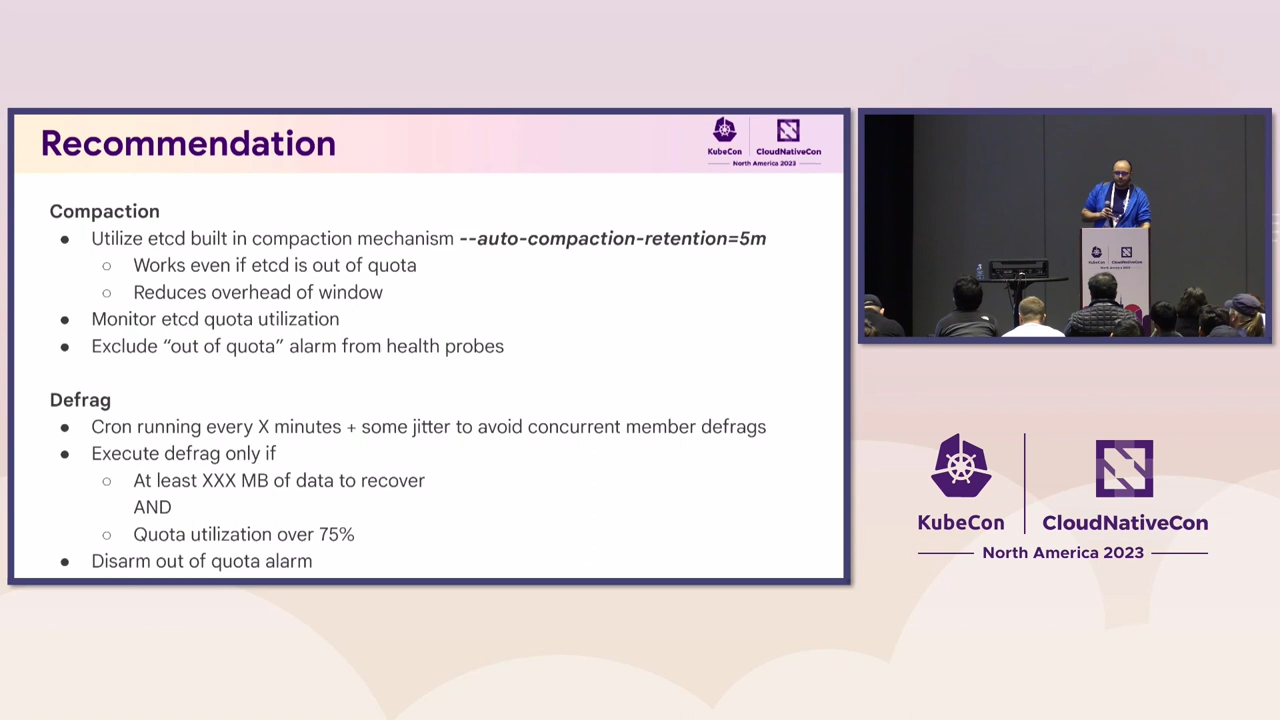 Recommendation
KubeCon
CloudNativeCon
North America 2023
Compaction
● Utilize etcd built in compaction mechanism --auto-compaction-retention=5m
○ Works even if etcd is out of quota
○ Reduces overhead of window
● Monitor etcd quota utilization
● Exclude “out of quota” alarm from health probes
Defrag
● Cron running every X minutes + some jitter to avoid concurrent member defrags
● Execute defrag only if
○ At least XXX MB of data to recover
AND
○ Quota utilization over 75%
● Disarm out of quota alarm
KubeCon
CloudNativeCon
North America 2023